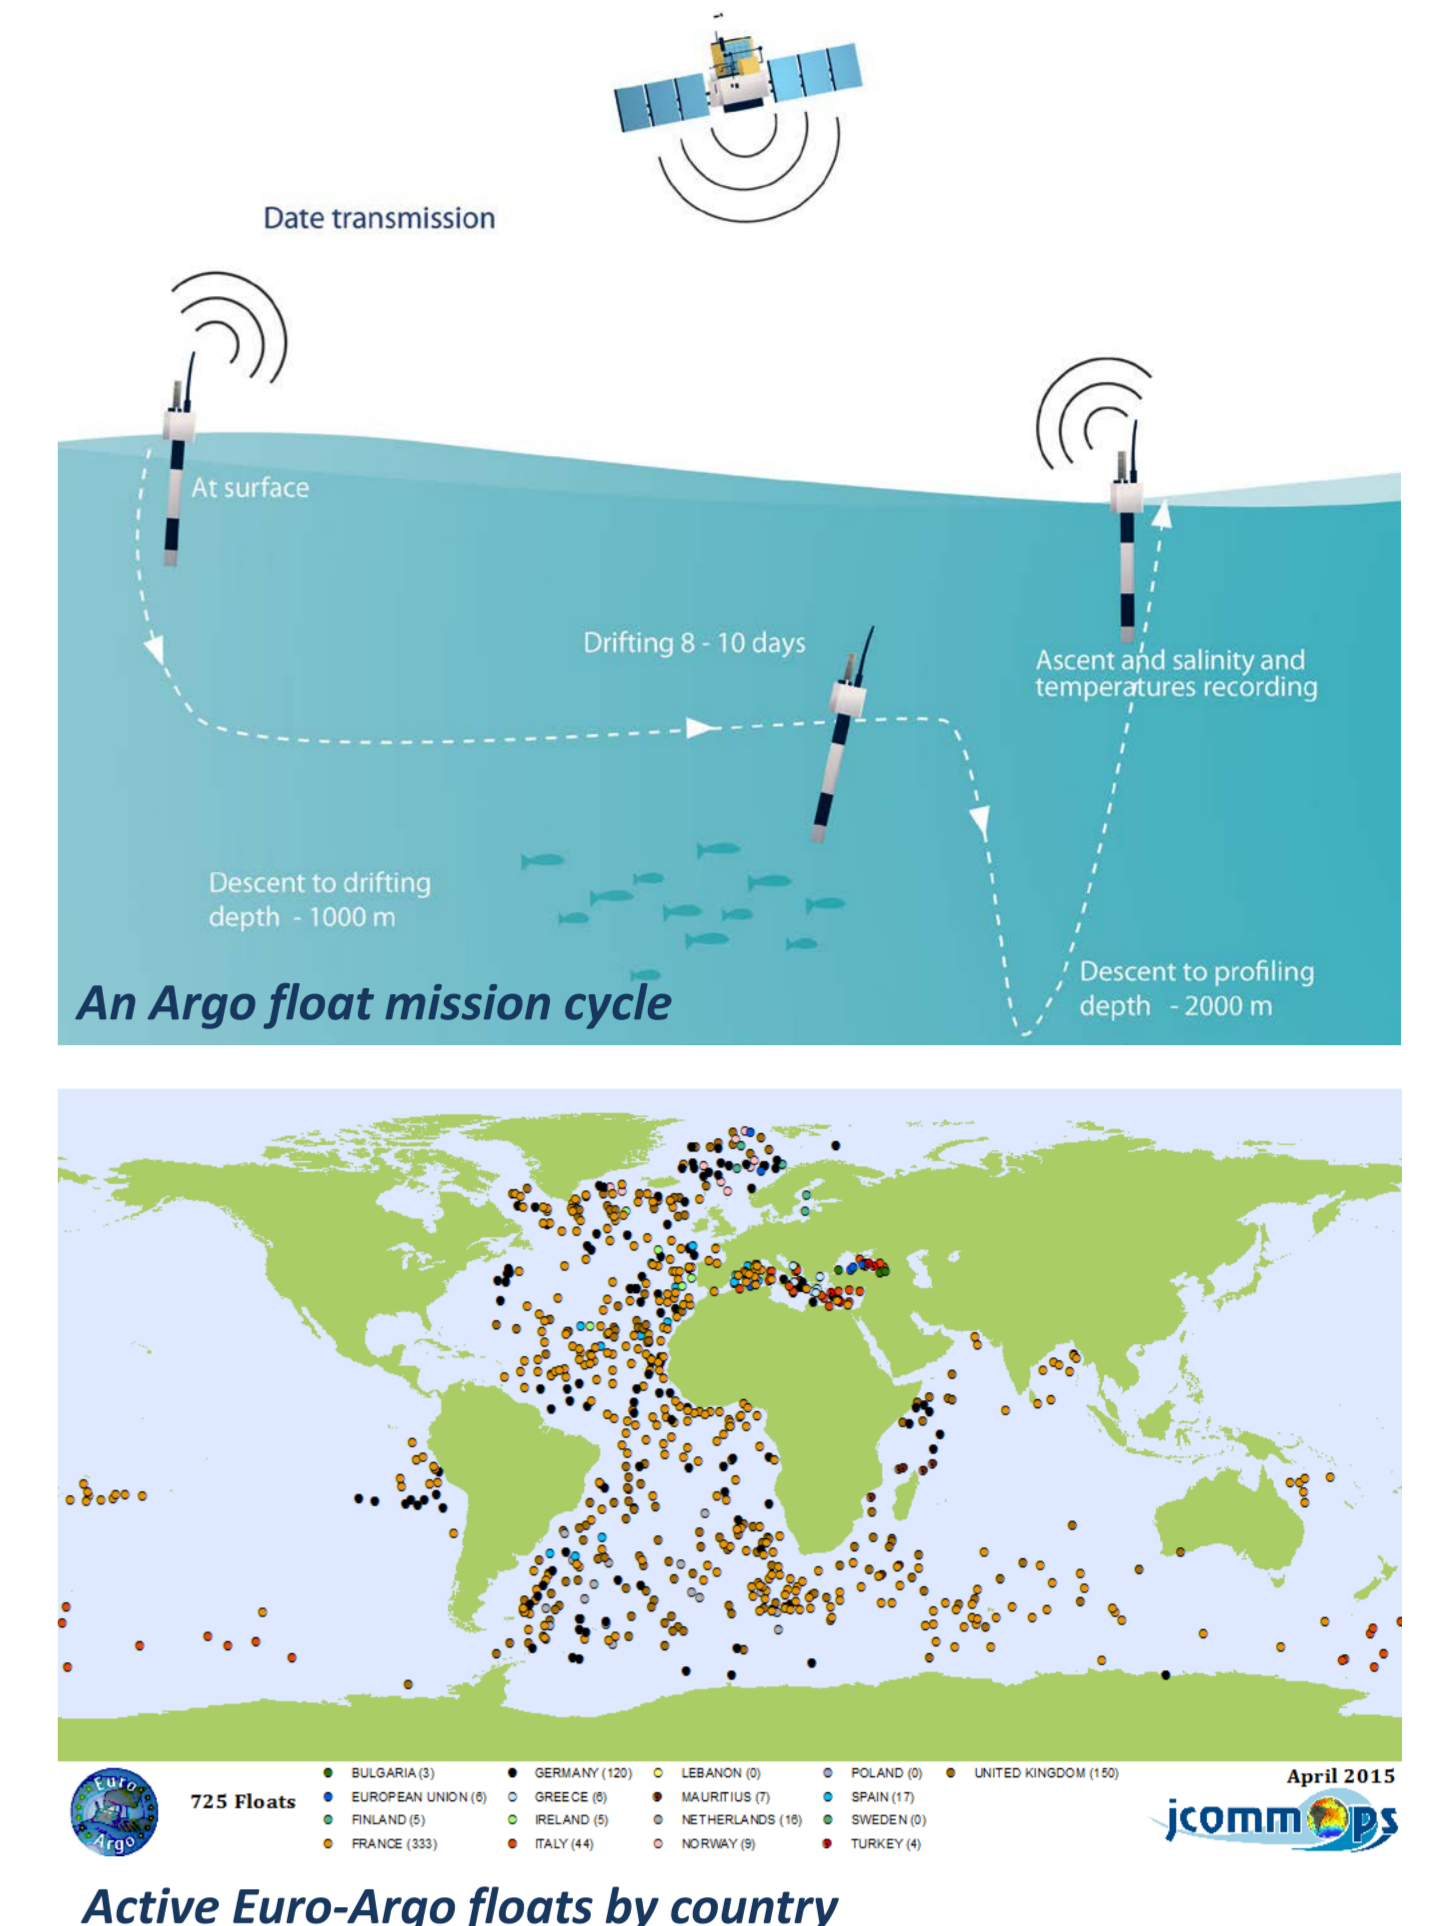 Date transmission
At surface
Drifting 8 - 10 days
Ascent and salinity and
temperatures recording
Descent to drifting
depth - 1000 m
Descent to profiling
depth - 2000 m
An Argo float mission cycle
Euro
Argo
725 Floats
BULGARIA (3)
EUROPEAN UNION (6)
FINLAND (5)
FRANCE (333)
GERMANY (120)
GREECE (6)
IRELAND (5)
ITALY (44)
LEBANON (0)
MAURITIUS (7)
NETHERLANDS (16)
NORWAY (9)
POLAND (0)
SPAIN (17)
SWEDEN (0)
TURKEY (4)
UNITED KINGDOM (150)
April 2015
jcommops
Active Euro-Argo floats by country